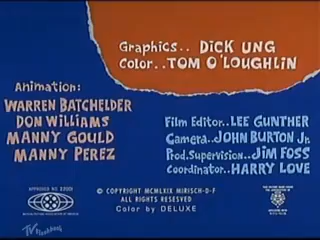 Graphics.. DICK UNG
Color.. TOM O'LOUGHLIN
Animation:
WARREN BATCHELDER
DON WILLIAMS
MANNY GOULD
MANNY PEREZ
Film Editor.. LEE GUNTHER
Camera.. JOHN BURTON Jr.
Prod. Supervision.. JIM FOSS
Coordinator.. HARRY LOVE
© COPYRIGHT MCMLXIX MIRISCH-D-F
ALL RIGHTS RESERVED
Color by DELUXE
TV